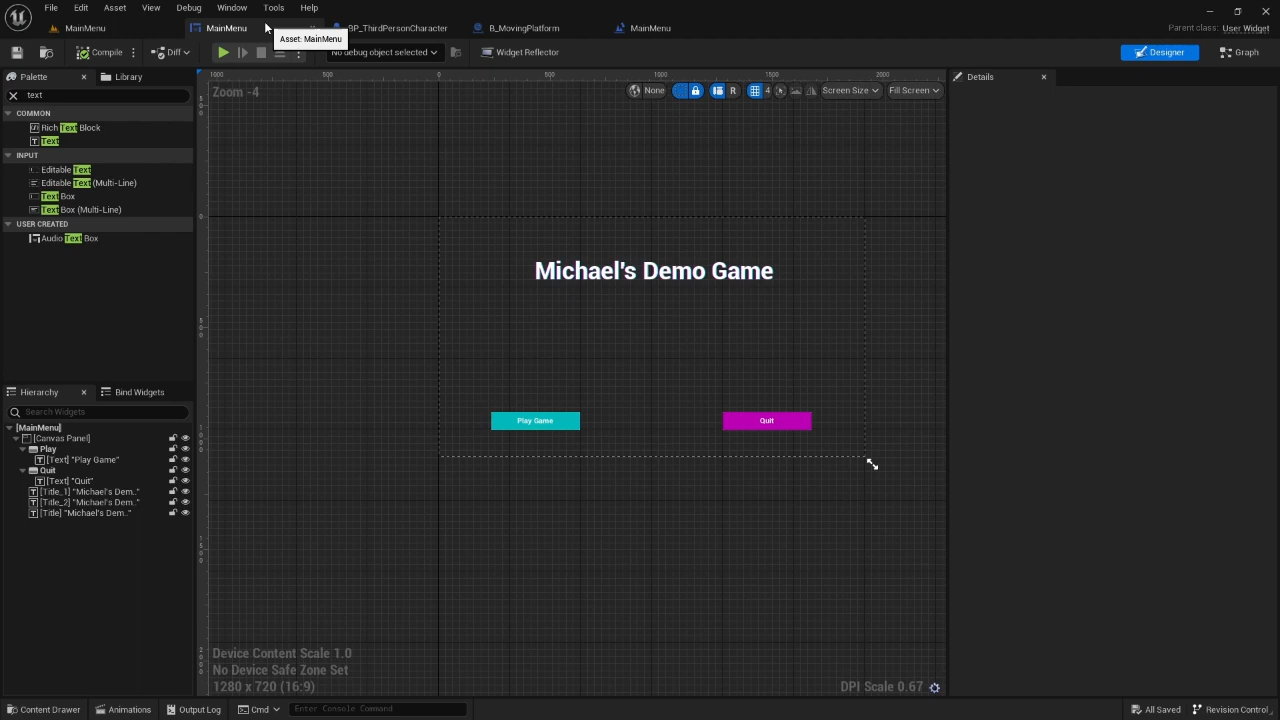 File Edit Asset View Debug Window Tools Help
MainMenu MainMenu BP_ThirdPersonCharacter B_MovingPlatform MainMenu
Parent class: User Widget
Asset: MainMenu
Compile Diff No debug object selected Widget Reflector Designer Graph
Palette Library
Details
text
COMMON
Rich Text Block
Text
INPUT
Editable Text
Editable Text (Multi-Line)
Text Box
Text Box (Multi-Line)
USER CREATED
Audio Text Box
Hierarchy Bind Widgets
Search Widgets
[MainMenu]
[Canvas Panel]
Play
[Text] "Play Game"
Quit
[Text] "Quit"
[Title_1] "Michael's Dem.."
[Title_2] "Michael's Dem.."
[Title] "Michael's Dem.."
1000 0 500 1000 1500 2000
Zoom -4
None R 4 Screen Size Fill Screen
Michael's Demo Game
Play Game Quit
Device Content Scale 1.0
No Device Safe Zone Set
1280 x 720 (16:9)
DPI Scale 0.67
Content Drawer Animations Output Log Cmd Enter Console Command All Saved Revision Control